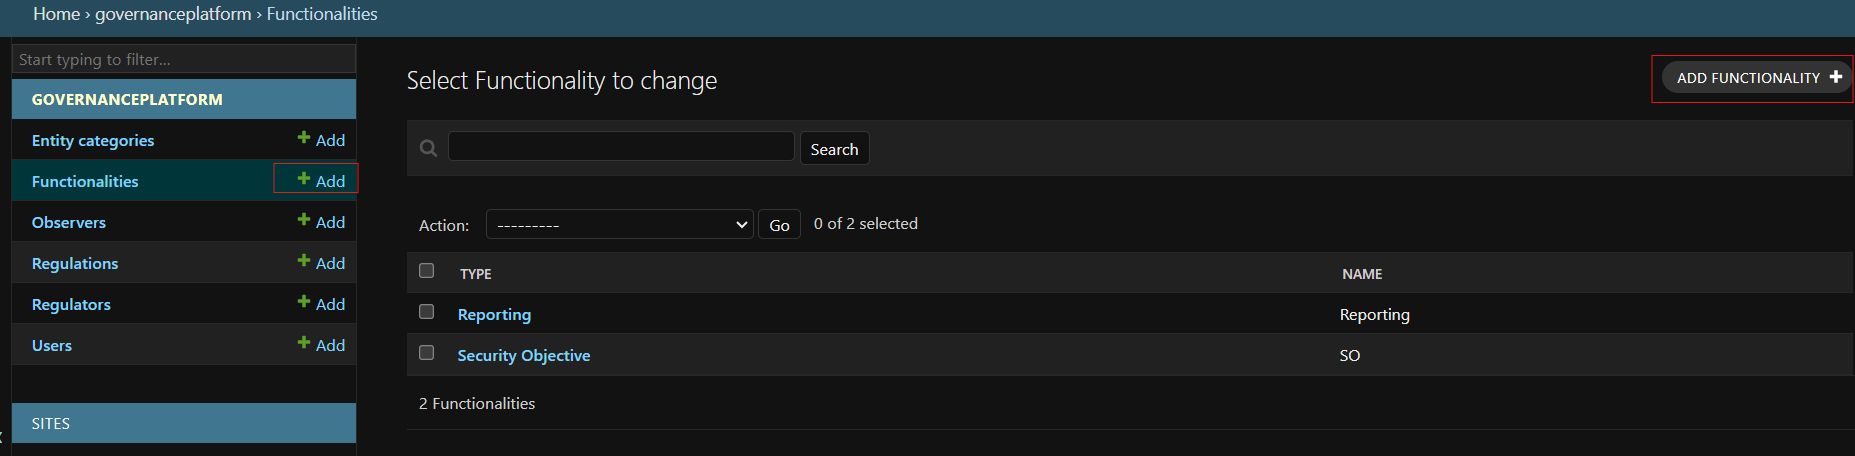 Home › governanceplatform › Functionalities
Start typing to filter...
GOVERNANCEPLATFORM
Entity categories Add
Functionalities Add
Observers Add
Regulations Add
Regulators Add
Users Add
SITES
Select Functionality to change
ADD FUNCTIONALITY
Search
Action: --------- Go 0 of 2 selected
TYPE NAME
Reporting Reporting
Security Objective SO
2 Functionalities